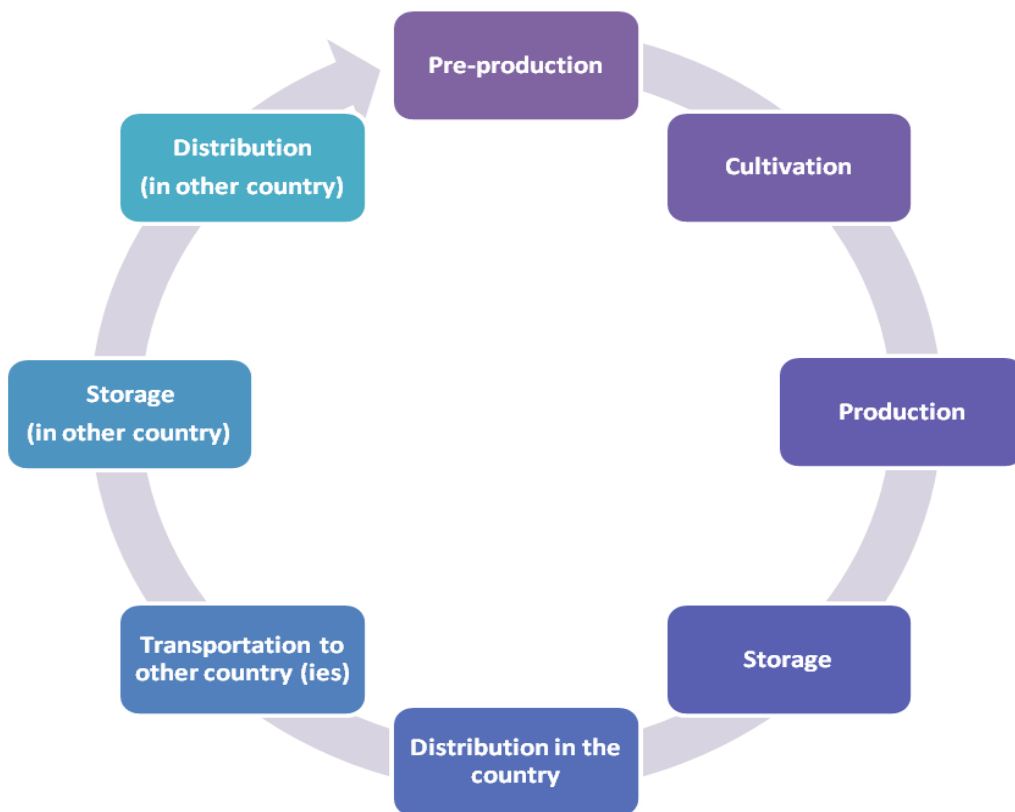 Pre-production
Cultivation
Production
Storage
Distribution in the
country
Transportation to
other country (ies)
Storage
(in other country)
Distribution
(in other country)